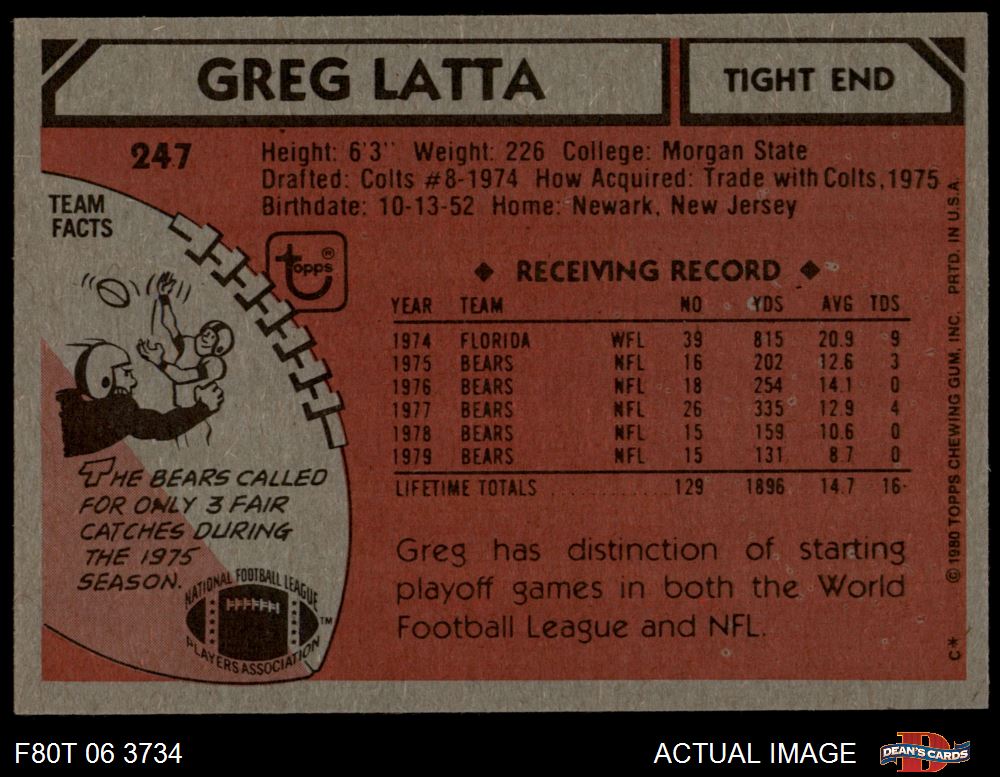 GREG LATTA
TIGHT END
247
Height: 6'3" Weight: 226 College: Morgan State
Drafted: Colts #8-1974 How Acquired: Trade with Colts, 1975
Birthdate: 10-13-52 Home: Newark, New Jersey
TEAM
FACTS
topps ®
THE BEARS CALLED
FOR ONLY 3 FAIR
CATCHES DURING
THE 1975
SEASON.
NATIONAL FOOTBALL LEAGUE
PLAYERS ASSOCIATION
TM
◆ RECEIVING RECORD ◆
YEAR TEAM NO YDS AVG TDS
1974 FLORIDA WFL 39 815 20.9 9
1975 BEARS NFL 16 202 12.6 3
1976 BEARS NFL 18 254 14.1 0
1977 BEARS NFL 26 335 12.9 4
1978 BEARS NFL 15 159 10.6 0
1979 BEARS NFL 15 131 8.7 0
LIFETIME TOTALS 129 1896 14.7 16
Greg has distinction of starting
playoff games in both the World
Football League and NFL.
C* © 1980 TOPPS CHEWING GUM, INC. PRTD. IN U.S.A.
F80T 06 3734
ACTUAL IMAGE
D
DEAN'S CARDS